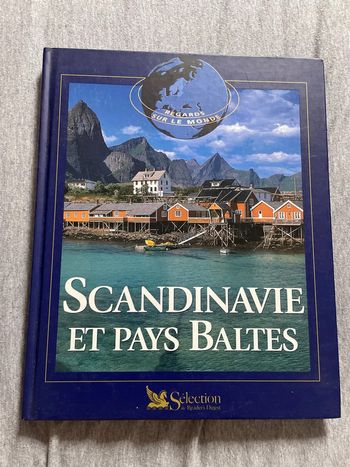 REGARDS
SUR LE MONDE
SCANDINAVIE
ET PAYS BALTES
Sélection
du Reader's Digest